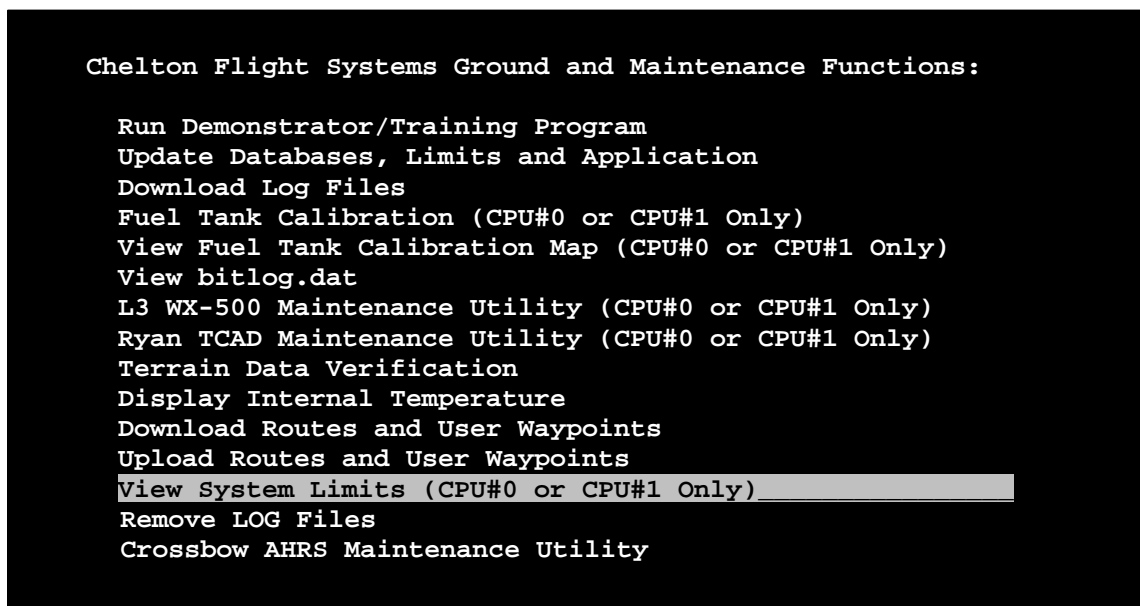 Chelton Flight Systems Ground and Maintenance Functions:
Run Demonstrator/Training Program
Update Databases, Limits and Application
Download Log Files
Fuel Tank Calibration (CPU#0 or CPU#1 Only)
View Fuel Tank Calibration Map (CPU#0 or CPU#1 Only)
View bitlog.dat
L3 WX-500 Maintenance Utility (CPU#0 or CPU#1 Only)
Ryan TCAD Maintenance Utility (CPU#0 or CPU#1 Only)
Terrain Data Verification
Display Internal Temperature
Download Routes and User Waypoints
Upload Routes and User Waypoints
View System Limits (CPU#0 or CPU#1 Only)________________
Remove LOG Files
Crossbow AHRS Maintenance Utility